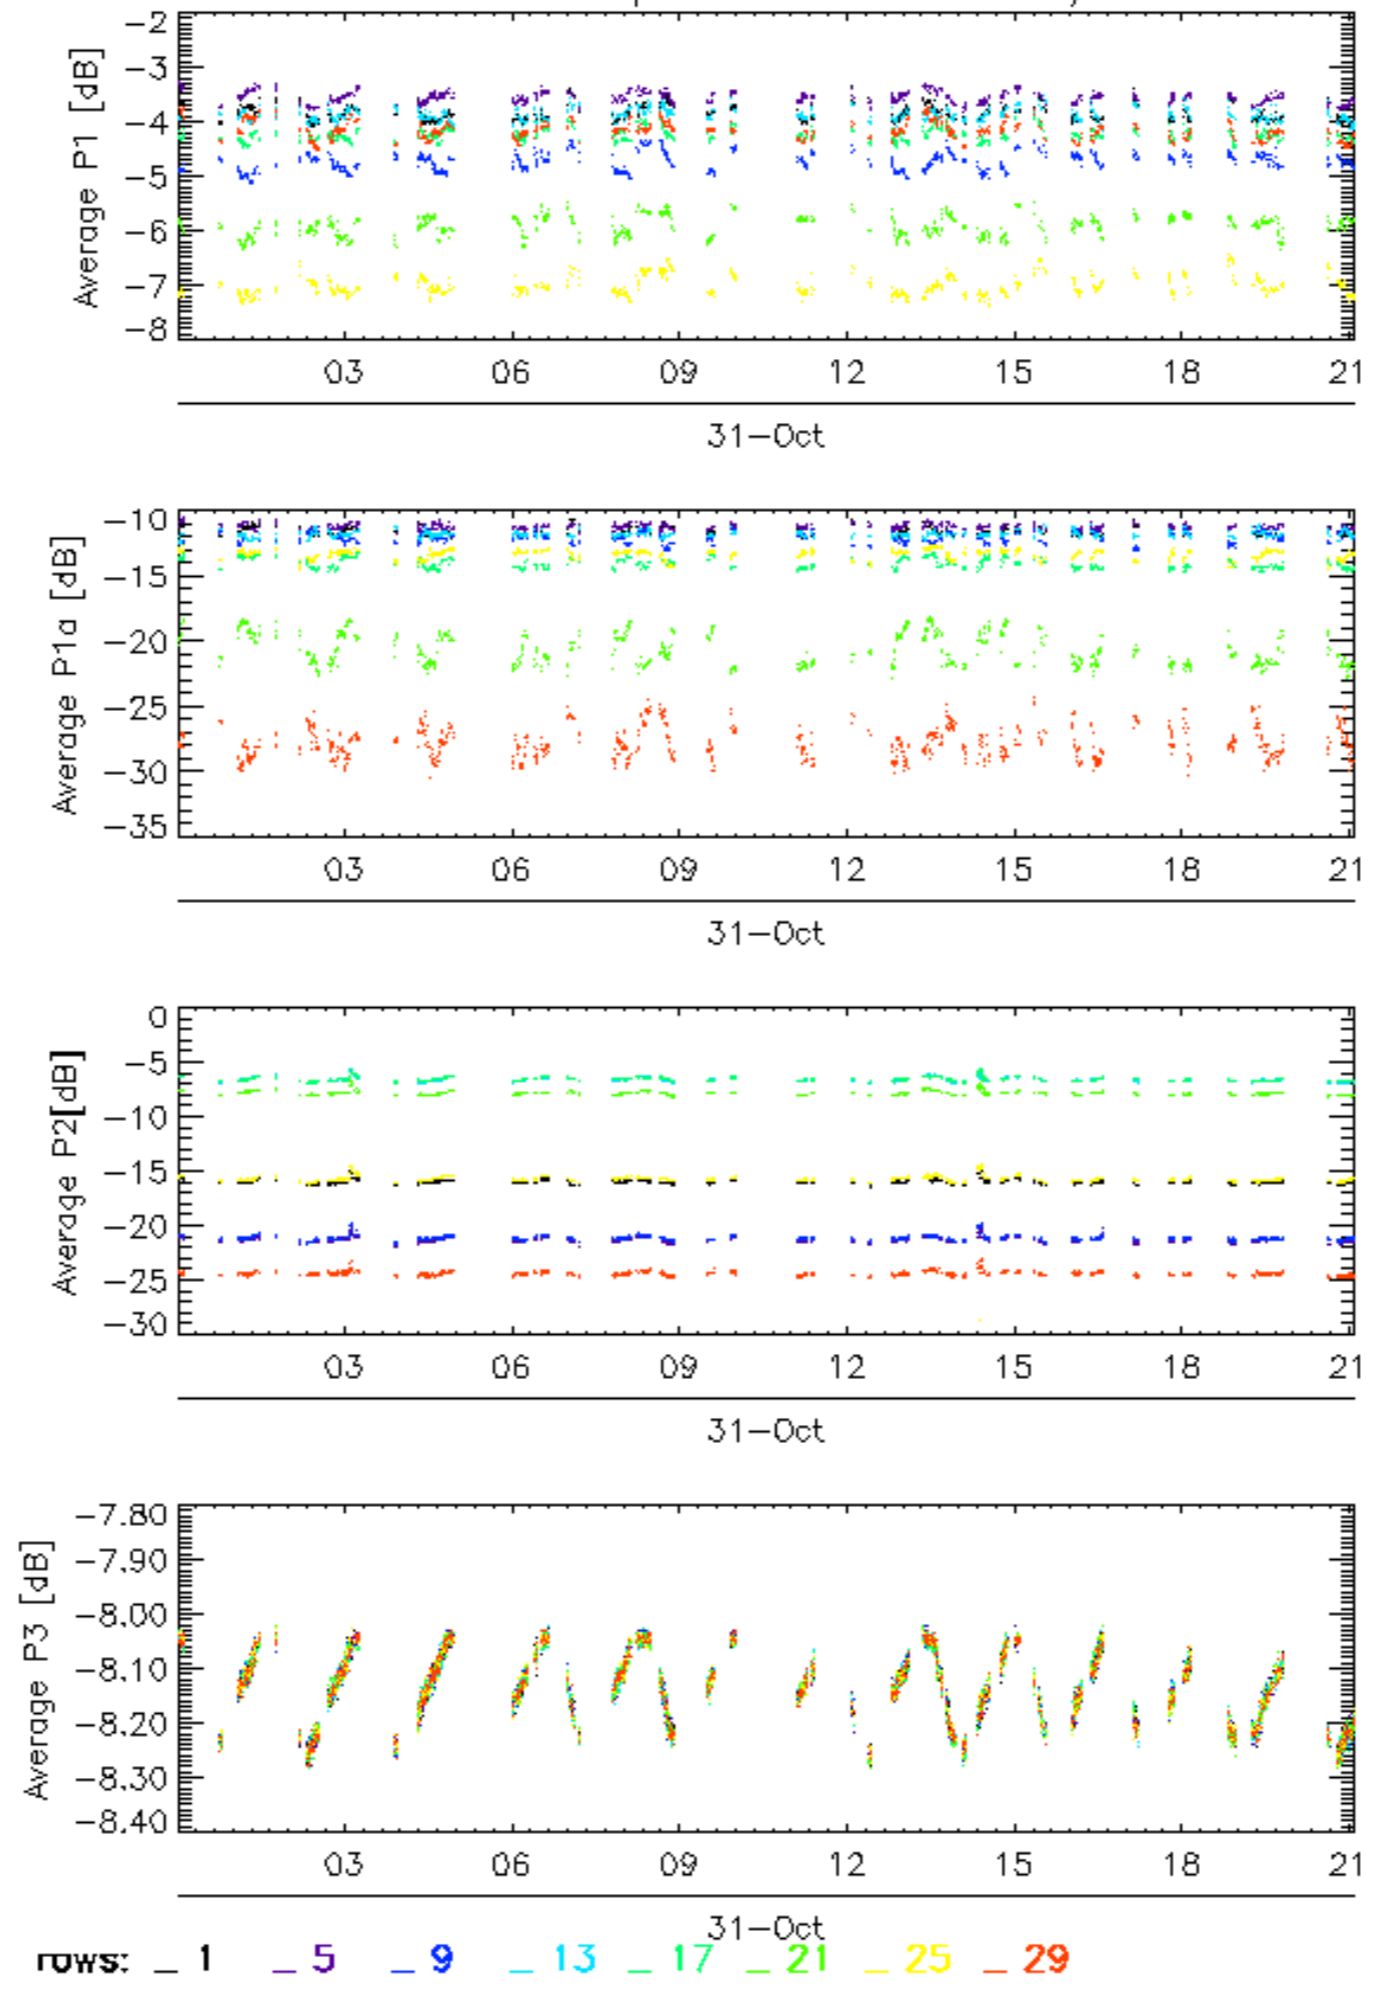 Average P1 [dB]
-2
-3
-4
-5
-6
-7
-8
03 06 09 12 15 18 21
31-Oct
Average P1a [dB]
-10
-15
-20
-25
-30
-35
03 06 09 12 15 18 21
31-Oct
Average P2[dB]
0
-5
-10
-15
-20
-25
-30
03 06 09 12 15 18 21
31-Oct
Average P3 [dB]
-7.80
-7.90
-8.00
-8.10
-8.20
-8.30
-8.40
03 06 09 12 15 18 21
31-Oct
rows: _ 1 _ 5 _ 9 _ 13 _ 17 _ 21 _ 25 _ 29